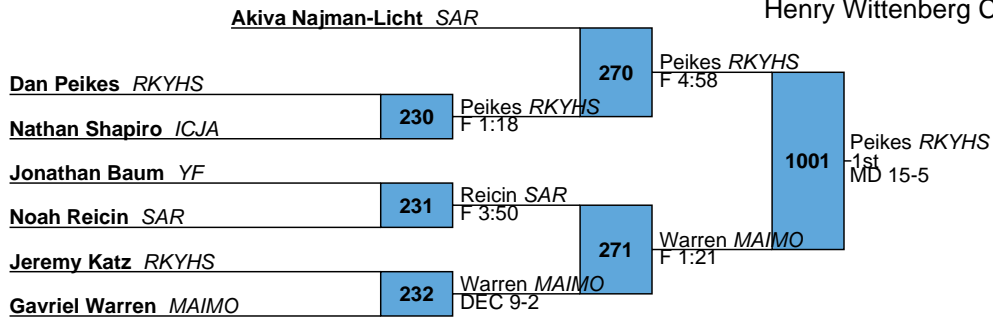 Akiva Najman-Licht SAR
Henry Wittenberg C
270
Peikes RKYHS
F 4:58
Dan Peikes RKYHS
230
Peikes RKYHS
F 1:18
Nathan Shapiro ICJA
1001
Peikes RKYHS
1st
MD 15-5
Jonathan Baum YF
231
Reicin SAR
F 3:50
Noah Reicin SAR
271
Warren MAIMO
F 1:21
Jeremy Katz RKYHS
232
Warren MAIMO
DEC 9-2
Gavriel Warren MAIMO